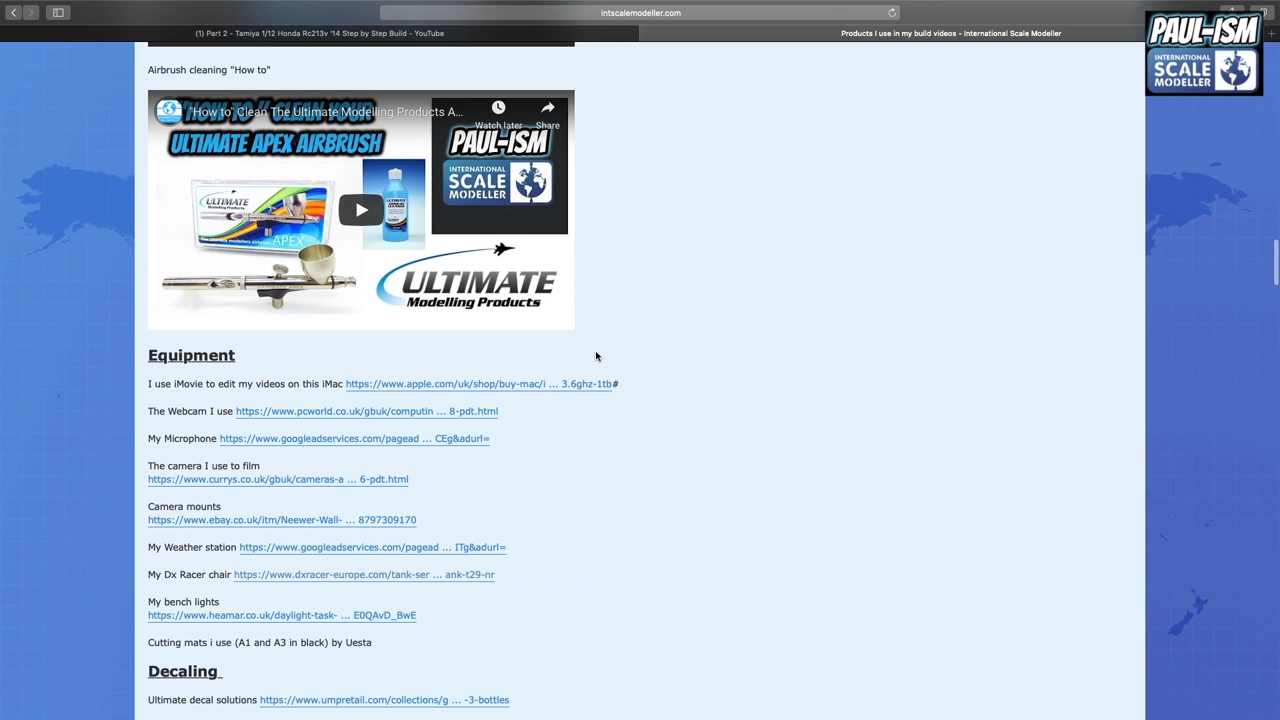 intscalemodeller.com
(1) Part 2 - Tamiya 1/12 Honda Rc213v '14 Step by Step Build - YouTube
Products I use in my build videos - International Scale Modeller
PAUL-ISM
INTERNATIONAL
SCALE
MODELLER
Airbrush cleaning "How to"
"How to" Clean The Ultimate Modelling Products A...
Watch later
Share
"HOW TO" CLEAN YOUR
ULTIMATE APEX AIRBRUSH
PAUL-ISM
INTERNATIONAL
SCALE
MODELLER
ULTIMATE
APEX
ULTIMATE
Modelling Products
Equipment
I use iMovie to edit my videos on this iMac https://www.apple.com/uk/shop/buy-mac/i ... 3.6ghz-1tb#
The Webcam I use https://www.pcworld.co.uk/gbuk/computin ... 8-pdt.html
My Microphone https://www.googleadservices.com/pagead ... CEg&adurl=
The camera I use to film
https://www.currys.co.uk/gbuk/cameras-a ... 6-pdt.html
Camera mounts
https://www.ebay.co.uk/itm/Neewer-Wall- ... 8797309170
My Weather station https://www.googleadservices.com/pagead ... ITg&adurl=
My Dx Racer chair https://www.dxracer-europe.com/tank-ser ... ank-t29-nr
My bench lights
https://www.heamar.co.uk/daylight-task- ... E0QAvD_BwE
Cutting mats i use (A1 and A3 in black) by Uesta
Decaling
Ultimate decal solutions https://www.umpretail.com/collections/g ... -3-bottles